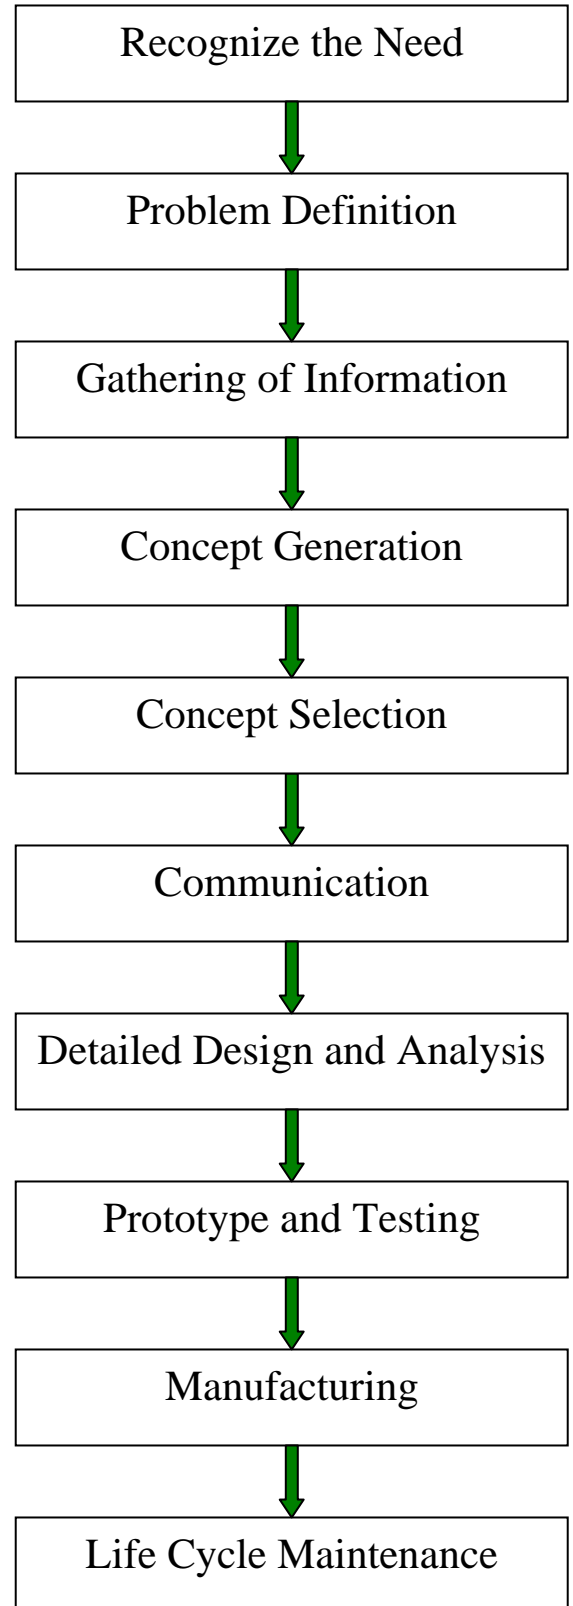 Recognize the Need
Problem Definition
Gathering of Information
Concept Generation
Concept Selection
Communication
Detailed Design and Analysis
Prototype and Testing
Manufacturing
Life Cycle Maintenance